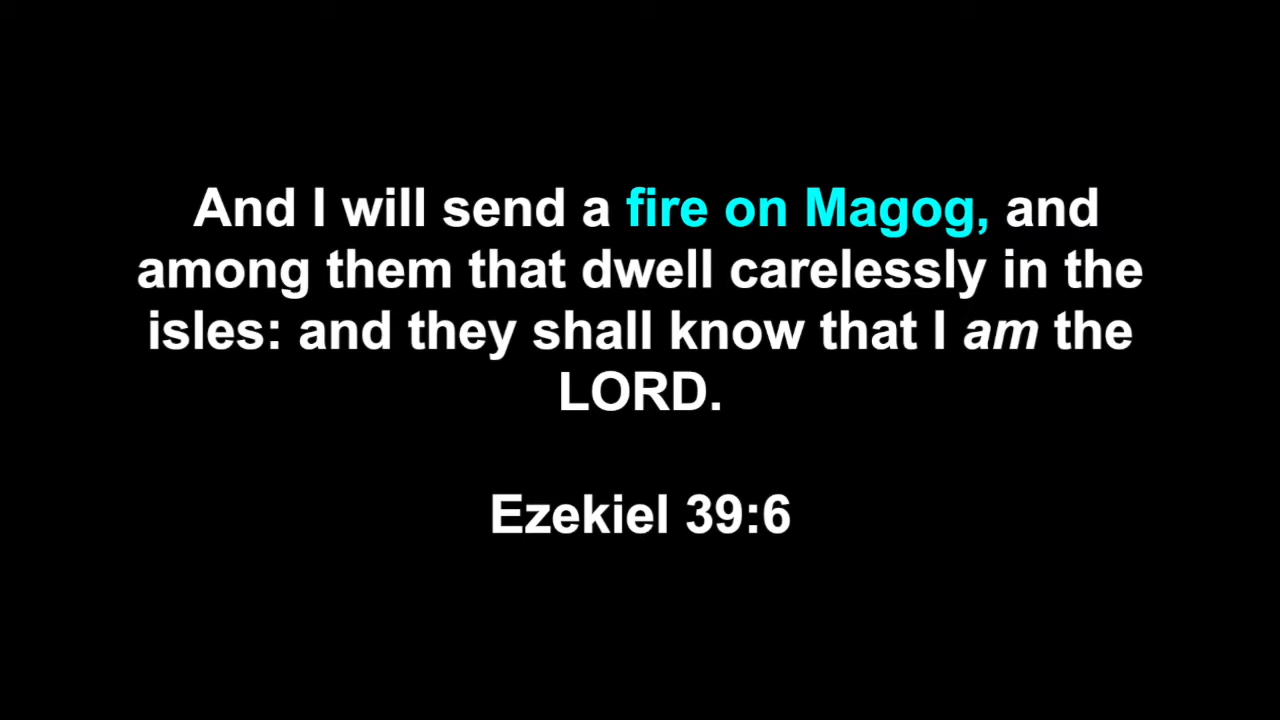 And I will send a fire on Magog, and
among them that dwell carelessly in the
isles: and they shall know that I am the
LORD.
Ezekiel 39:6